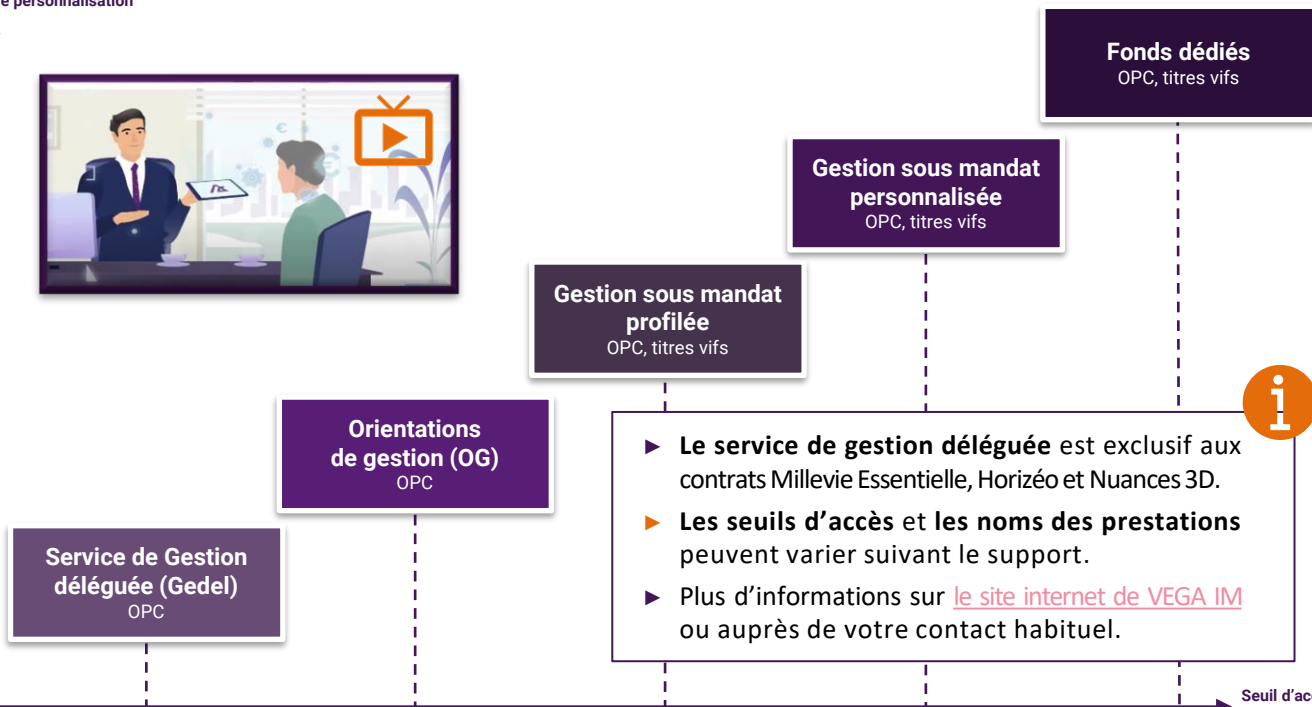 e personnalisation
Fonds dédiés
OPC, titres vifs
Gestion sous mandat
personnalisée
OPC, titres vifs
Gestion sous mandat
profilée
OPC, titres vifs
Orientations
de gestion (OG)
OPC
Service de Gestion
déléguée (Gedel)
OPC
► Le service de gestion déléguée est exclusif aux
contrats Millevie Essentielle, Horizéo et Nuances 3D.
► Les seuils d’accès et les noms des prestations
peuvent varier suivant le support.
► Plus d’informations sur le site internet de VEGA IM
ou auprès de votre contact habituel.
Seuil d’acc